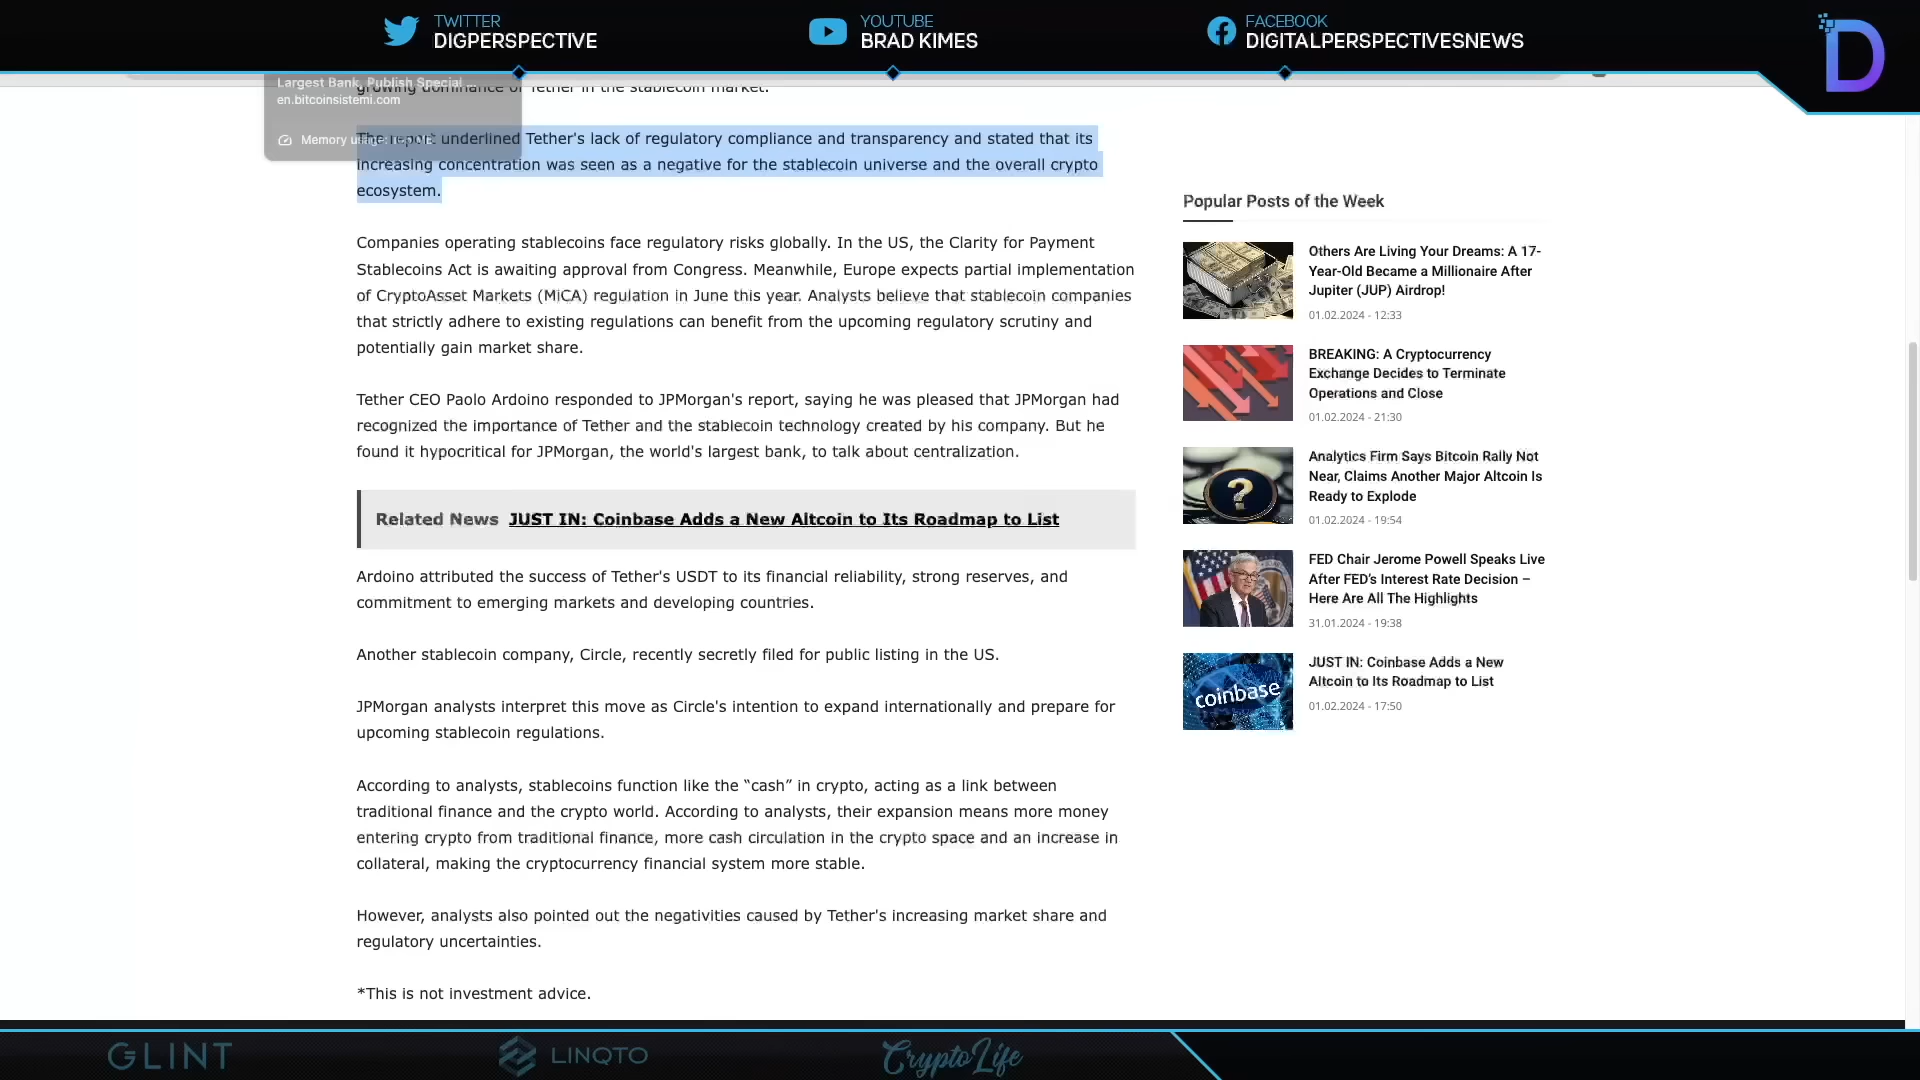 TWITTER
DIGPERSPECTIVE
YOUTUBE
BRAD KIMES
FACEBOOK
DIGITALPERSPECTIVESNEWS
D
Largest Bank, Publish Special
en.bitcoinsistemi.com
Memory usage:
growing dominance of Tether in the stablecoin market.
The report underlined Tether's lack of regulatory compliance and transparency and stated that its
increasing concentration was seen as a negative for the stablecoin universe and the overall crypto
ecosystem.
Companies operating stablecoins face regulatory risks globally. In the US, the Clarity for Payment
Stablecoins Act is awaiting approval from Congress. Meanwhile, Europe expects partial implementation
of CryptoAsset Markets (MiCA) regulation in June this year. Analysts believe that stablecoin companies
that strictly adhere to existing regulations can benefit from the upcoming regulatory scrutiny and
potentially gain market share.
Tether CEO Paolo Ardoino responded to JPMorgan's report, saying he was pleased that JPMorgan had
recognized the importance of Tether and the stablecoin technology created by his company. But he
found it hypocritical for JPMorgan, the world's largest bank, to talk about centralization.
Related News JUST IN: Coinbase Adds a New Altcoin to Its Roadmap to List
Ardoino attributed the success of Tether's USDT to its financial reliability, strong reserves, and
commitment to emerging markets and developing countries.
Another stablecoin company, Circle, recently secretly filed for public listing in the US.
JPMorgan analysts interpret this move as Circle's intention to expand internationally and prepare for
upcoming stablecoin regulations.
According to analysts, stablecoins function like the “cash” in crypto, acting as a link between
traditional finance and the crypto world. According to analysts, their expansion means more money
entering crypto from traditional finance, more cash circulation in the crypto space and an increase in
collateral, making the cryptocurrency financial system more stable.
However, analysts also pointed out the negativities caused by Tether's increasing market share and
regulatory uncertainties.
*This is not investment advice.
Popular Posts of the Week
Others Are Living Your Dreams: A 17-
Year-Old Became a Millionaire After
Jupiter (JUP) Airdrop!
01.02.2024 - 12:33
BREAKING: A Cryptocurrency
Exchange Decides to Terminate
Operations and Close
01.02.2024 - 21:30
?
Analytics Firm Says Bitcoin Rally Not
Near, Claims Another Major Altcoin Is
Ready to Explode
01.02.2024 - 19:54
FED Chair Jerome Powell Speaks Live
After FED’s Interest Rate Decision –
Here Are All The Highlights
31.01.2024 - 19:38
coinbase
JUST IN: Coinbase Adds a New
Altcoin to Its Roadmap to List
01.02.2024 - 17:50
GLINT
LINQTO
CryptoLife